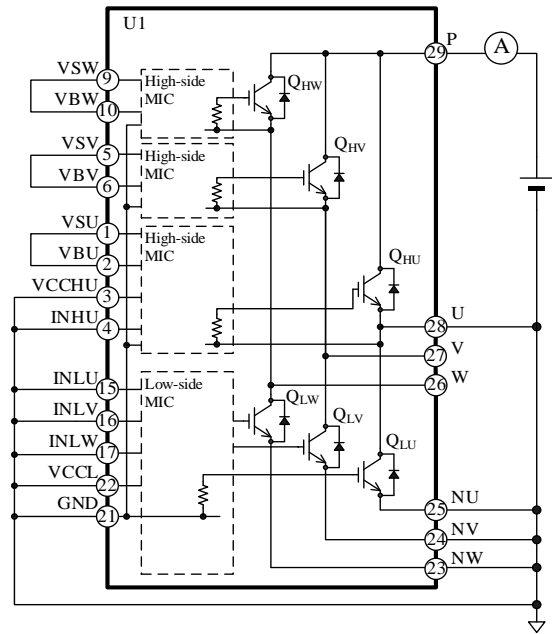 U1
P
29
A
VSW
9
High-side
MIC
QHW
VBW
10
VSV
5
High-side
MIC
QHV
VBV
6
VSU
1
High-side
MIC
VBU
2
QHU
VCCHU
3
INHU
4
U
28
V
27
W
26
INLU
15
Low-side
MIC
QLW
QLV
QLU
INLV
16
INLW
17
VCCL
22
GND
21
NU
25
NV
24
NW
23